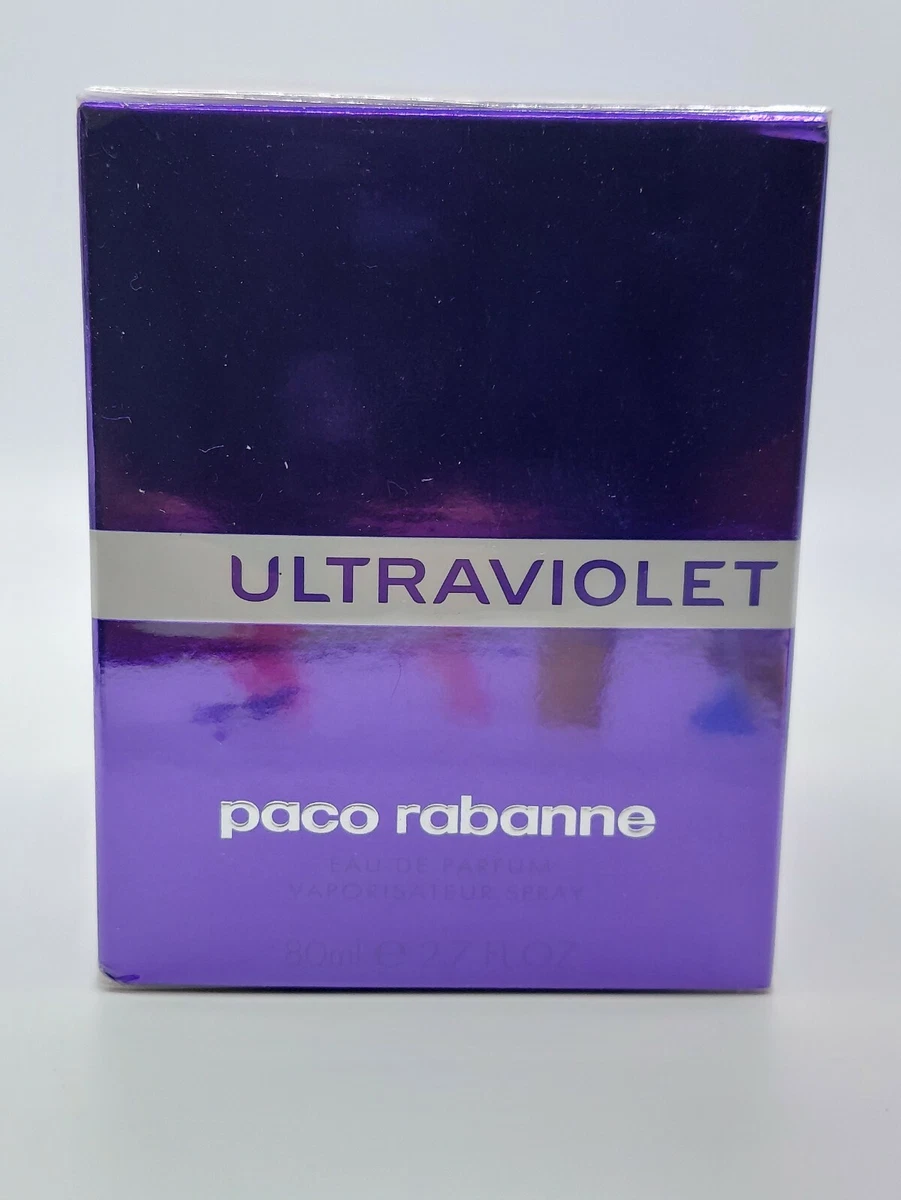 ULTRAVIOLET
paco rabanne
EAU DE PARFUM
VAPORISATEUR SPRAY
80ml ℮ 2.7 FL.OZ